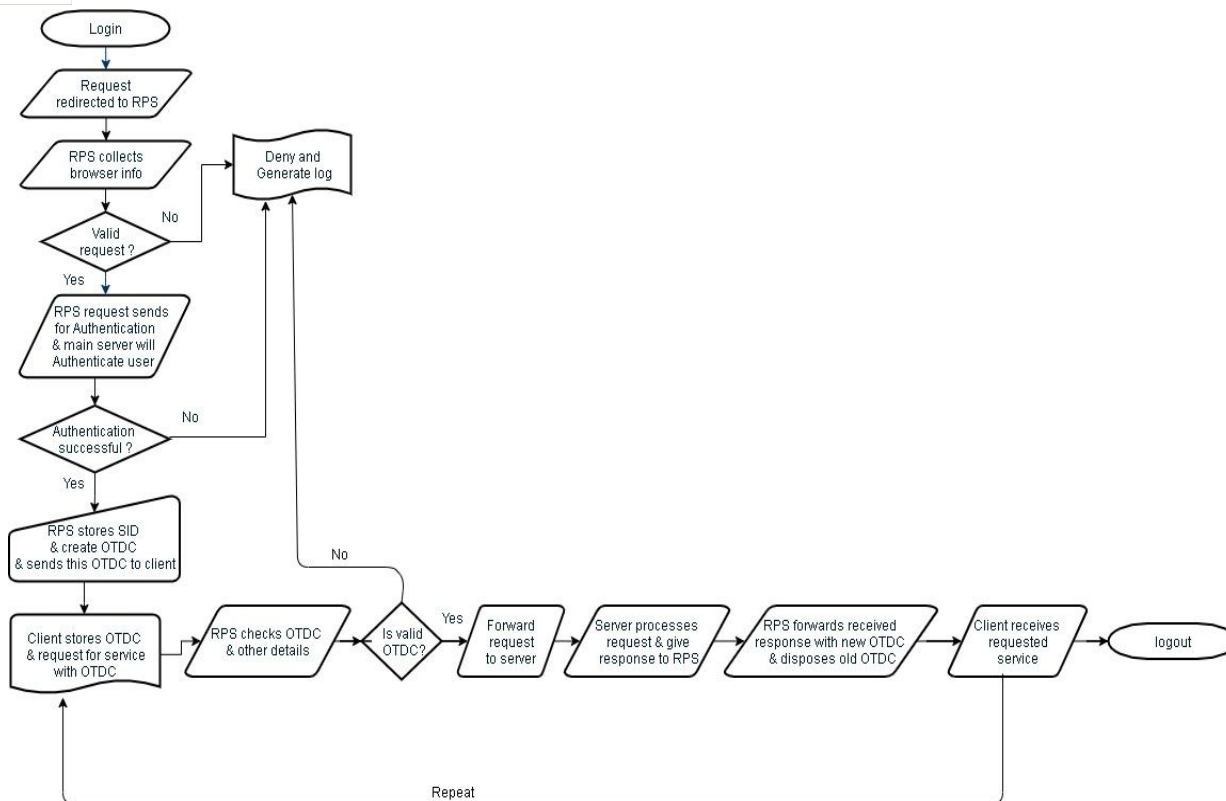 Login
Request
redirected to RPS
RPS collects
browser info
Deny and
Generate log
No
Valid
request ?
Yes
RPS request sends
for Authentication
& main server will
Authenticate user
No
Authentication
successful ?
Yes
RPS stores SID
& create OTDC
& sends this OTDC to client
No
Client stores OTDC
& request for service
with OTDC
RPS checks OTDC
& other details
Is valid
OTDC?
Yes
Forward
request
to server
Server processes
request & give
response to RPS
RPS forwards received
response with new OTDC
& disposes old OTDC
Client receives
requested
service
logout
Repeat